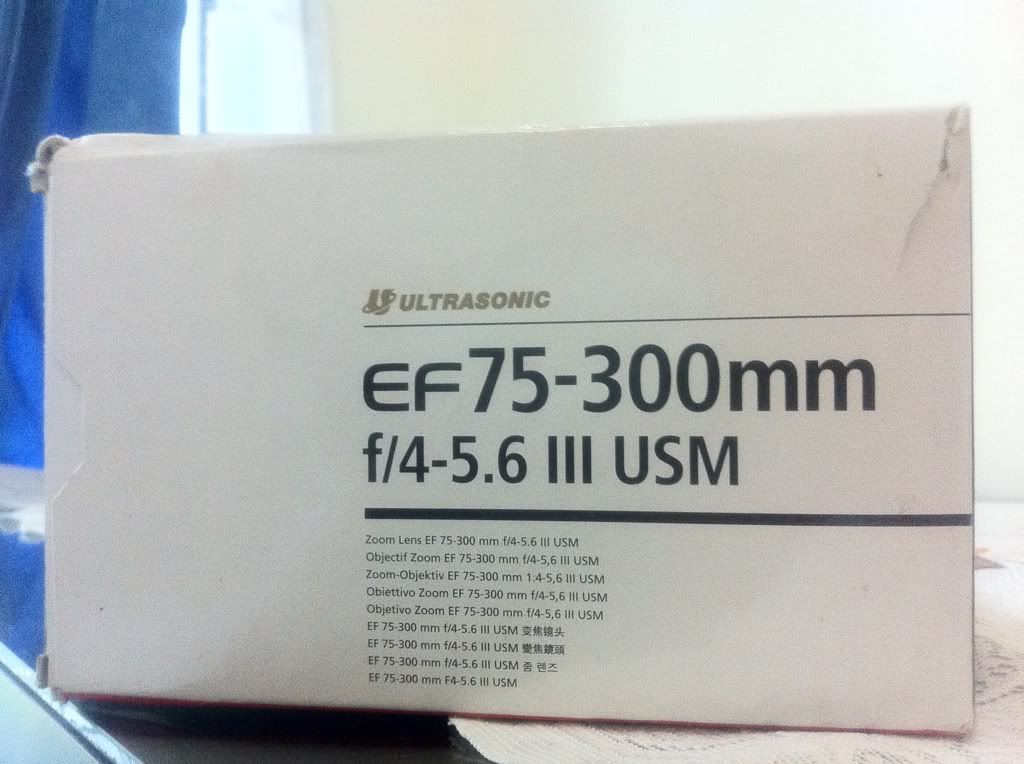 ULTRASONIC
EF75-300mm
f/4-5.6 III USM
Zoom Lens EF 75-300 mm f/4-5.6 III USM
Objectif Zoom EF 75-300 mm f/4-5,6 III USM
Zoom-Objektiv EF 75-300 mm 1:4-5,6 III USM
Obiettivo Zoom EF 75-300 mm f/4-5,6 III USM
Objetivo Zoom EF 75-300 mm f/4-5,6 III USM
EF 75-300 mm f/4-5.6 III USM 变焦镜头
EF 75-300 mm f/4-5.6 III USM 變焦鏡頭
EF 75-300 mm f/4-5.6 III USM 줌 렌즈
EF 75-300 mm F4-5.6 III USM